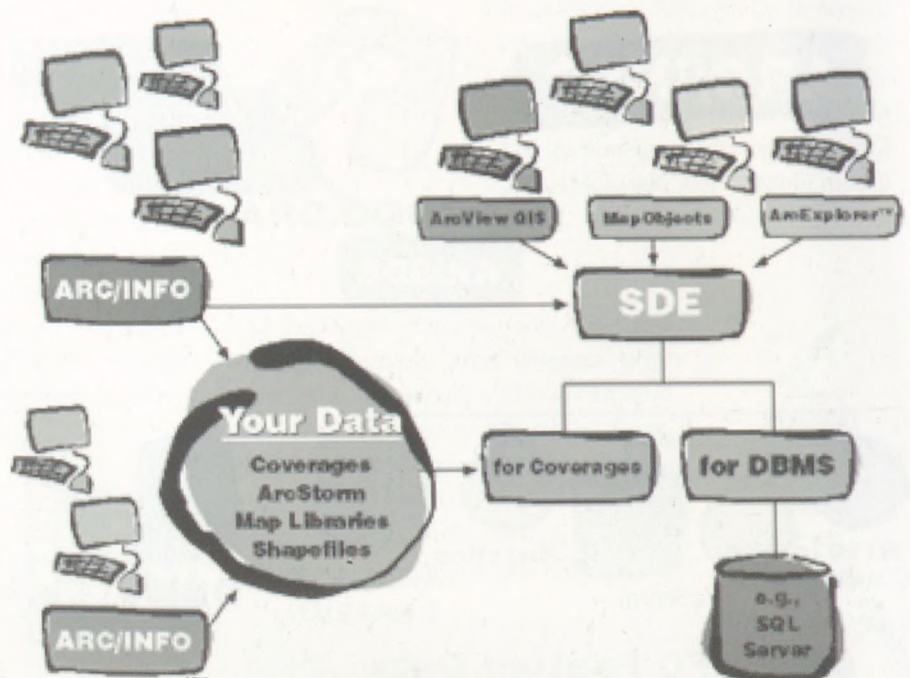 ArcView GIS
MapObjects
ArcExplorer™
ARC/INFO
SDE
Your Data
Coverages
ArcStorm
Map Libraries
Shapefiles
for Coverages
for DBMS
ARC/INFO
e.g.,
SQL
Server